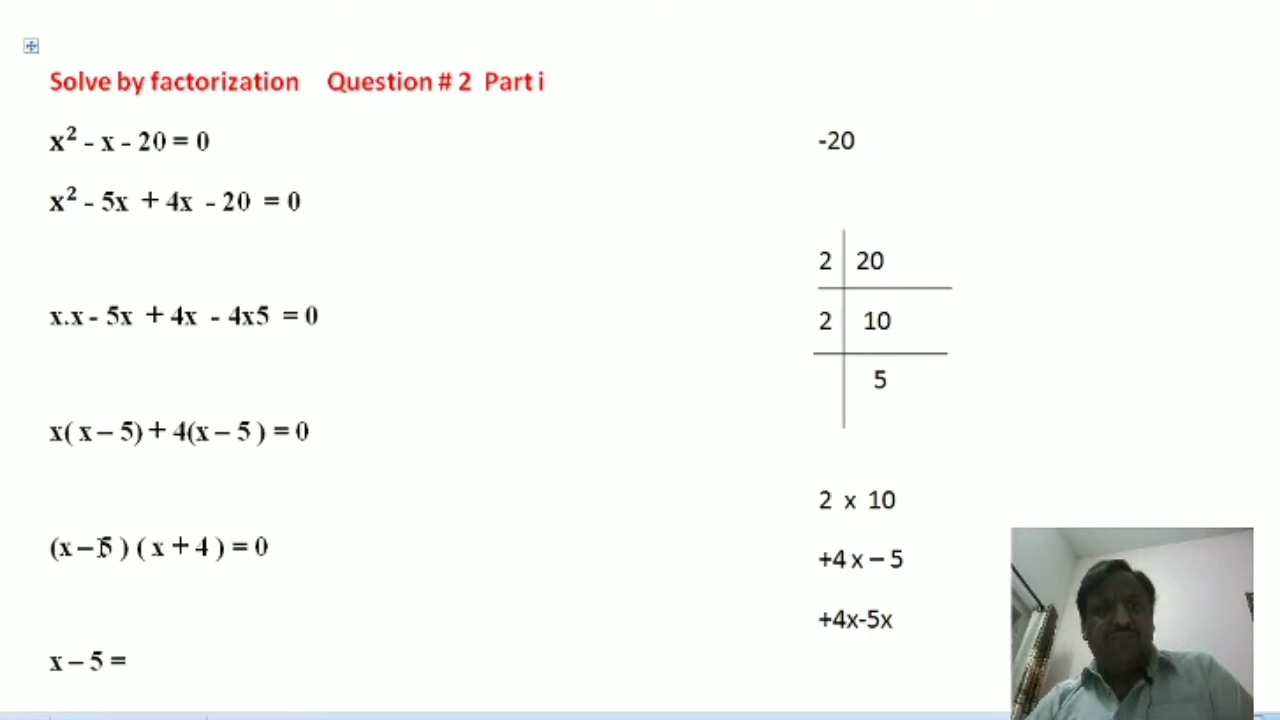 Solve by factorization Question # 2 Part i
x² - x - 20 = 0
x² - 5x + 4x - 20 = 0
x.x - 5x + 4x - 4x5 = 0
x( x – 5) + 4(x – 5 ) = 0
(x – 5 ) ( x + 4 ) = 0
x – 5 =
-20
2 20
2 10
5
2 x 10
+4 x – 5
+4x-5x